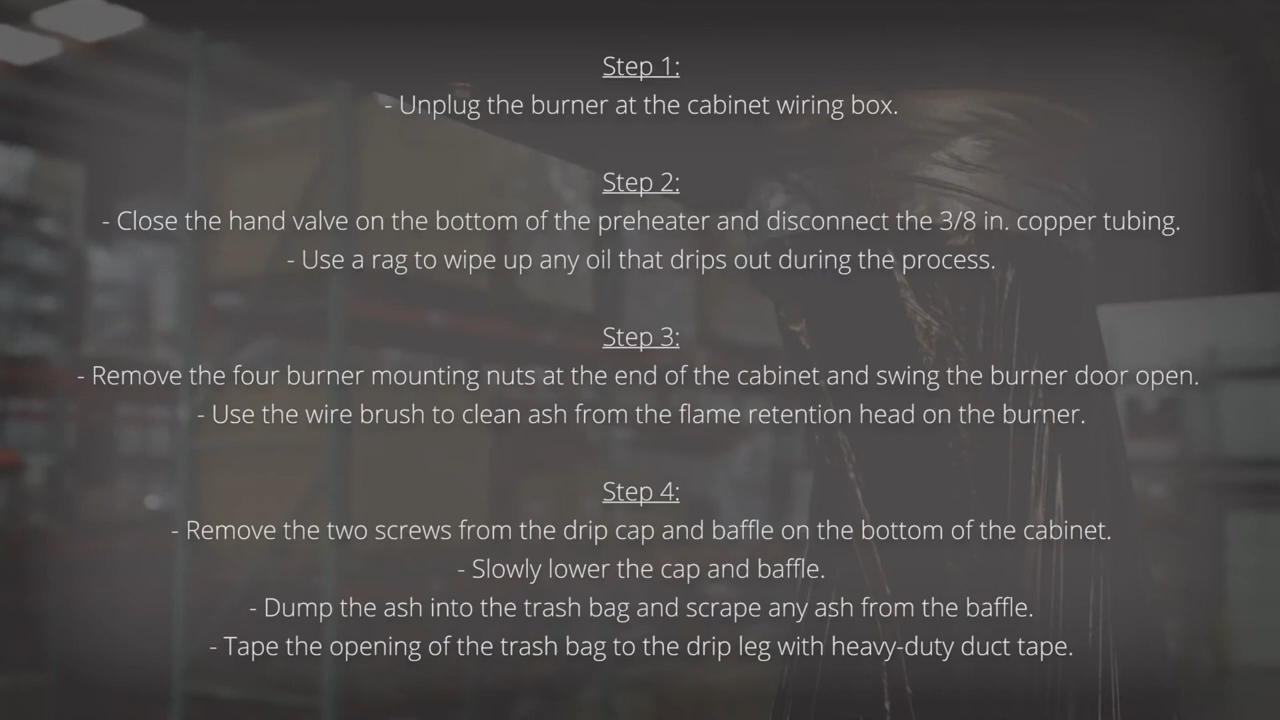 Step 1:
- Unplug the burner at the cabinet wiring box.
Step 2:
- Close the hand valve on the bottom of the preheater and disconnect the 3/8 in. copper tubing.
- Use a rag to wipe up any oil that drips out during the process.
Step 3:
- Remove the four burner mounting nuts at the end of the cabinet and swing the burner door open.
- Use the wire brush to clean ash from the flame retention head on the burner.
Step 4:
- Remove the two screws from the drip cap and baffle on the bottom of the cabinet.
- Slowly lower the cap and baffle.
- Dump the ash into the trash bag and scrape any ash from the baffle.
- Tape the opening of the trash bag to the drip leg with heavy-duty duct tape.